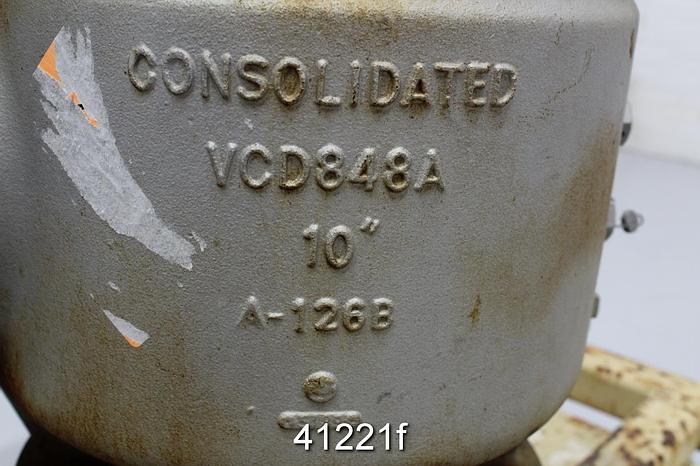 CONSOLIDATED
VCD848A
10"
A-126B
41221f